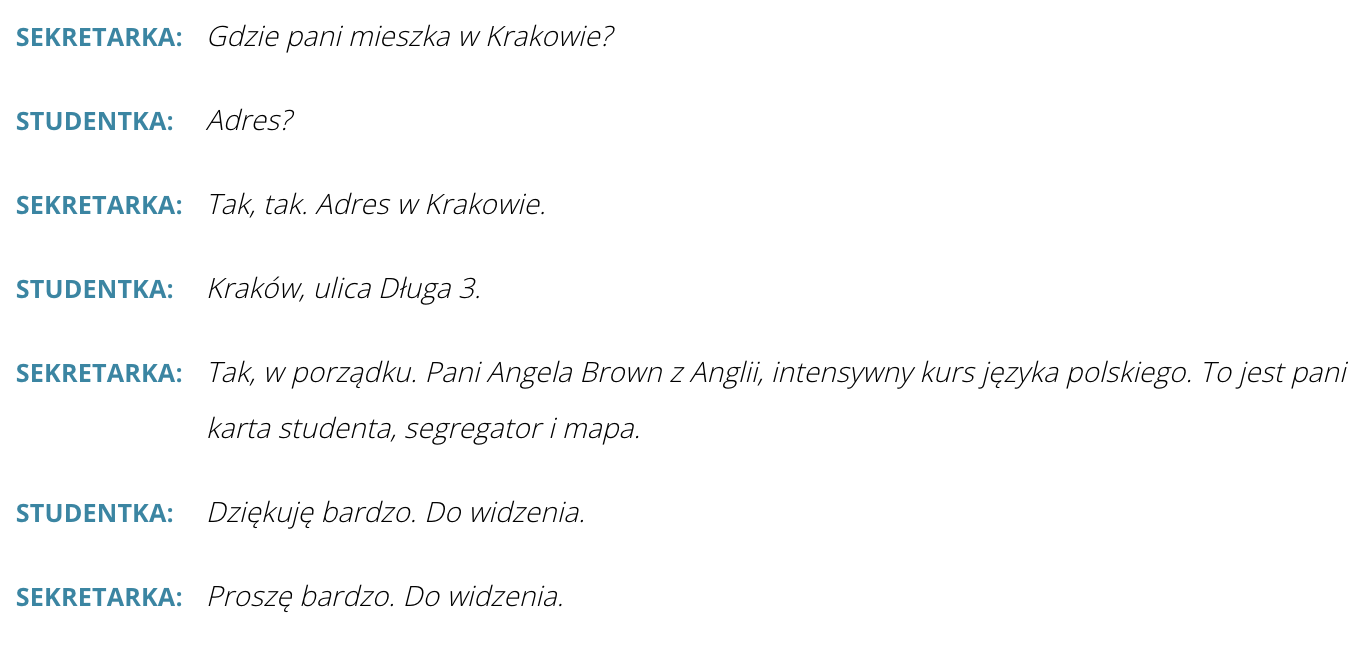 SEKRETARKA: Gdzie pani mieszka w Krakowie?
STUDENTKA: Adres?
SEKRETARKA: Tak, tak. Adres w Krakowie.
STUDENTKA: Kraków, ulica Długa 3.
SEKRETARKA: Tak, w porządku. Pani Angela Brown z Anglii, intensywny kurs języka polskiego. To jest pani
karta studenta, segregator i mapa.
STUDENTKA: Dziękuję bardzo. Do widzenia.
SEKRETARKA: Proszę bardzo. Do widzenia.